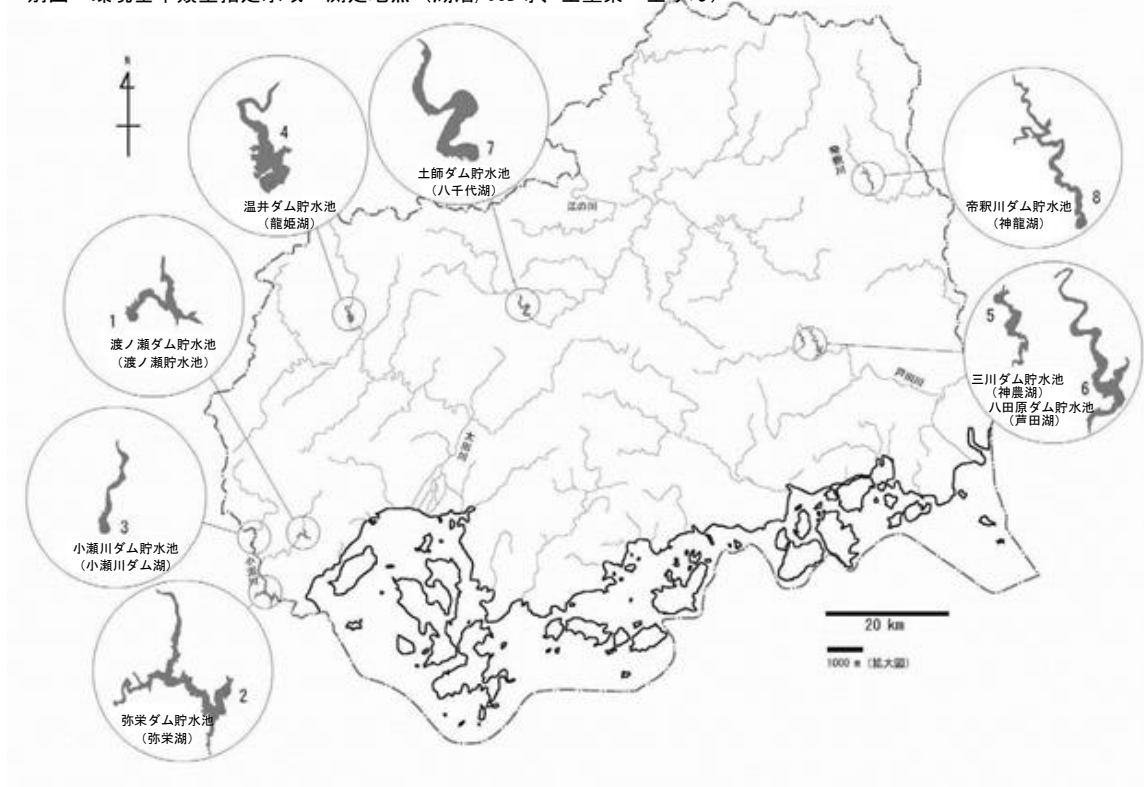 N
4
温井ダム貯水池
(龍姫湖)
7
土師ダム貯水池
(八千代湖)
江の川
帝釈川
8
帝釈川ダム貯水池
(神龍湖)
1
渡ノ瀬ダム貯水池
(渡ノ瀬貯水池)
5
三川ダム貯水池
(神農湖)
6
八田原ダム貯水池
(芦田湖)
芦田川
太田川
3
小瀬川ダム貯水池
(小瀬川ダム湖)
小瀬川
2
弥栄ダム貯水池
(弥栄湖)
20 km
1000 m (拡大図)